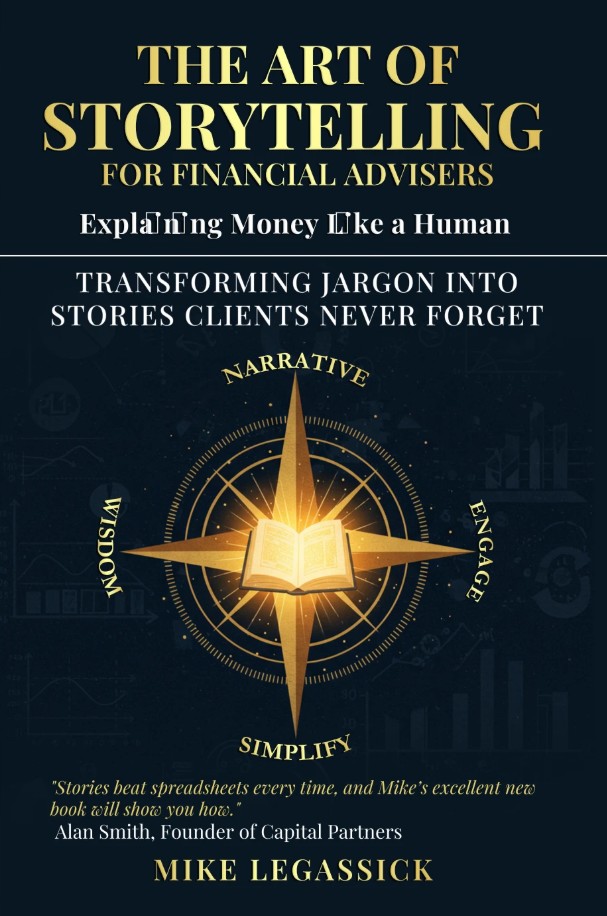 THE ART OF
STORYTELLING
FOR FINANCIAL ADVISERS
Explaining Money Like a Human
TRANSFORMING JARGON INTO
STORIES CLIENTS NEVER FORGET
NARRATIVE
WISDOM
ENGAGE
SIMPLIFY
"Stories beat spreadsheets every time, and Mike's excellent new
book will show you how."
Alan Smith, Founder of Capital Partners
MIKE LEGASSICK